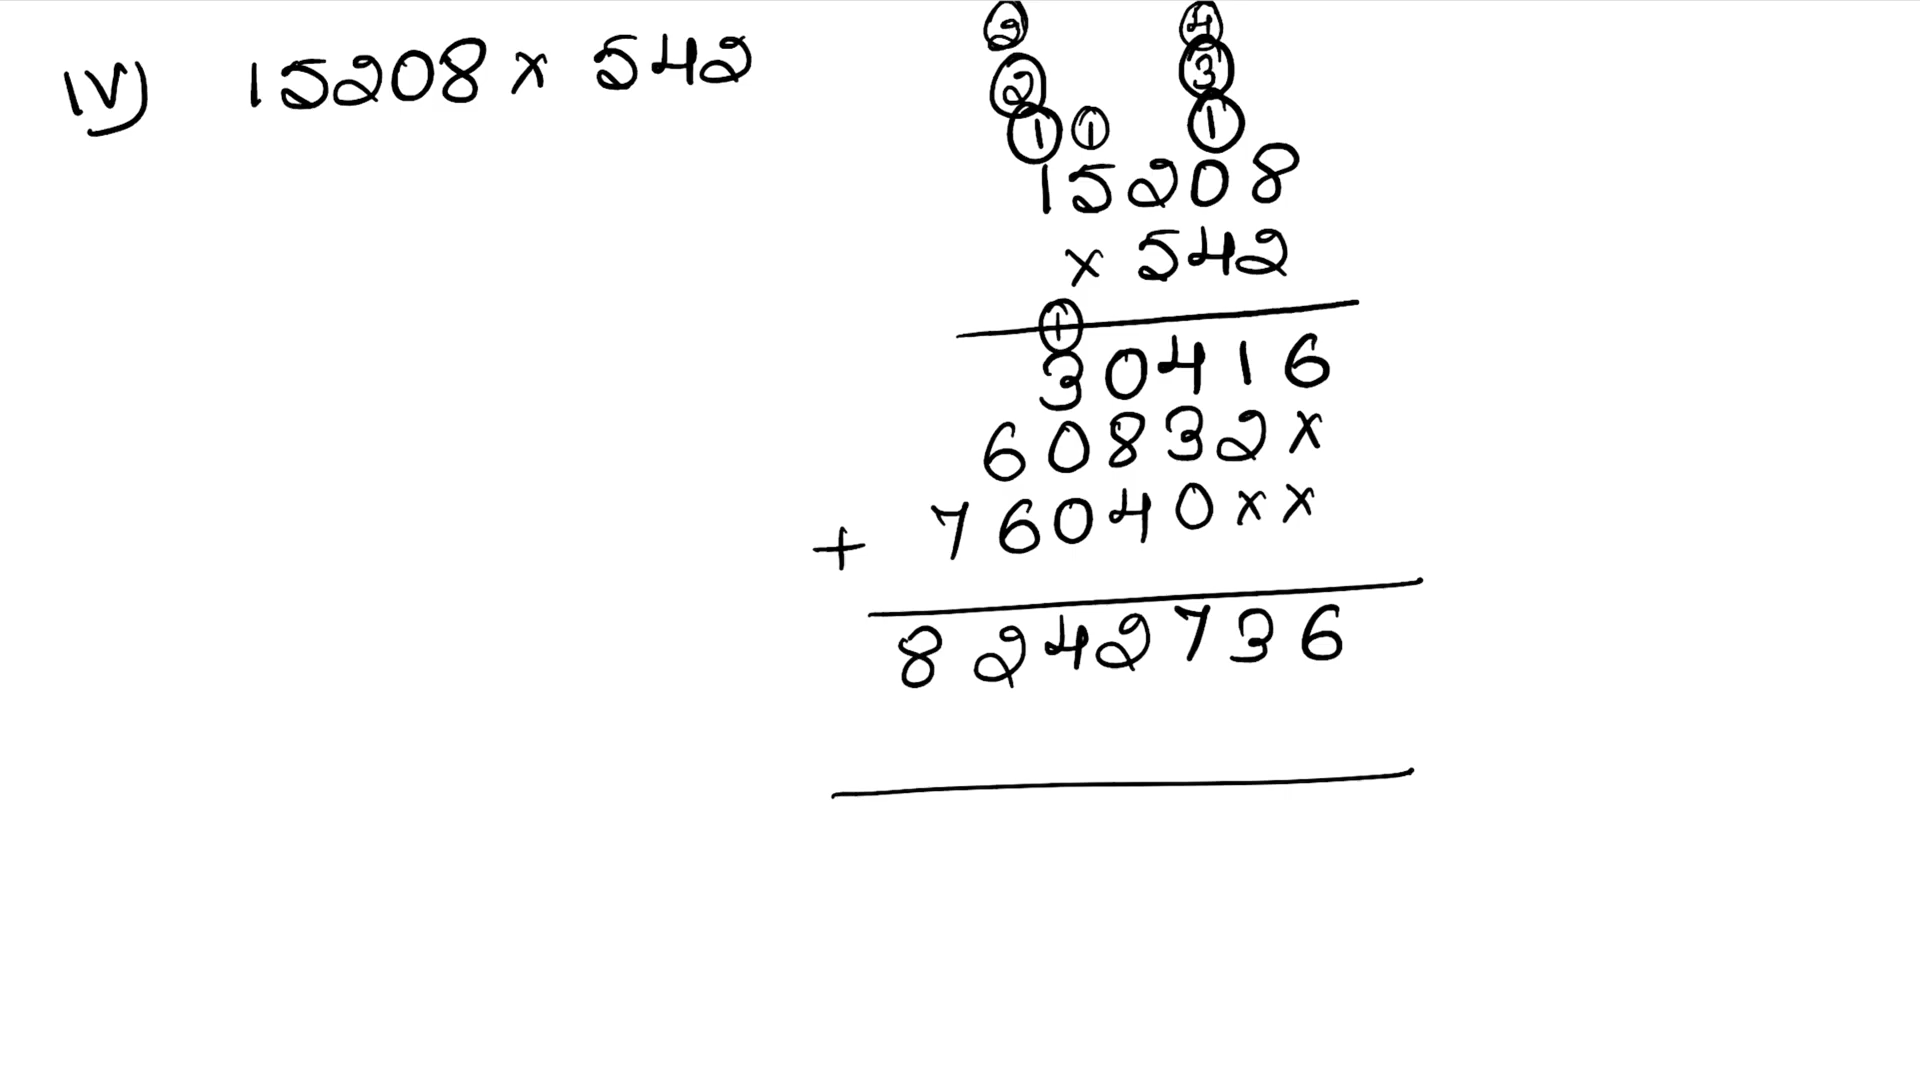 IV) 15208 x 542
2 4
2 3
1 1 1
15208
x 542
1
30416
60832x
+ 76040xx
8242736